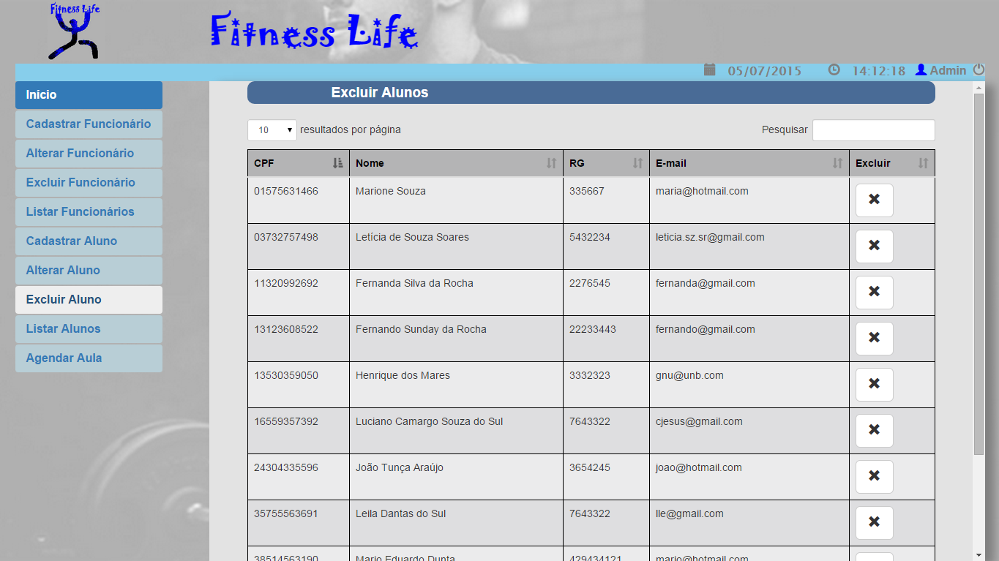 Fitness Life
Fitness Life
05/07/2015 14:12:18 Admin
Início
Cadastrar Funcionário
Alterar Funcionário
Excluir Funcionário
Listar Funcionários
Cadastrar Aluno
Alterar Aluno
Excluir Aluno
Listar Alunos
Agendar Aula
Excluir Alunos
10 resultados por página Pesquisar
CPF Nome RG E-mail Excluir
01575631466 Marione Souza 335667 maria@hotmail.com
03732757498 Letícia de Souza Soares 5432234 leticia.sz.sr@gmail.com
11320992692 Fernanda Silva da Rocha 2276545 fernanda@gmail.com
13123608522 Fernando Sunday da Rocha 22233443 fernando@gmail.com
13530359050 Henrique dos Mares 3332323 gnu@unb.com
16559357392 Luciano Camargo Souza do Sul 7643322 cjesus@gmail.com
24304335596 João Tunça Araújo 3654245 joao@hotmail.com
35755563691 Leila Dantas do Sul 7643322 lle@gmail.com
38514563190 Mario Eduardo Dunta 429434121 mario@hotmail.com